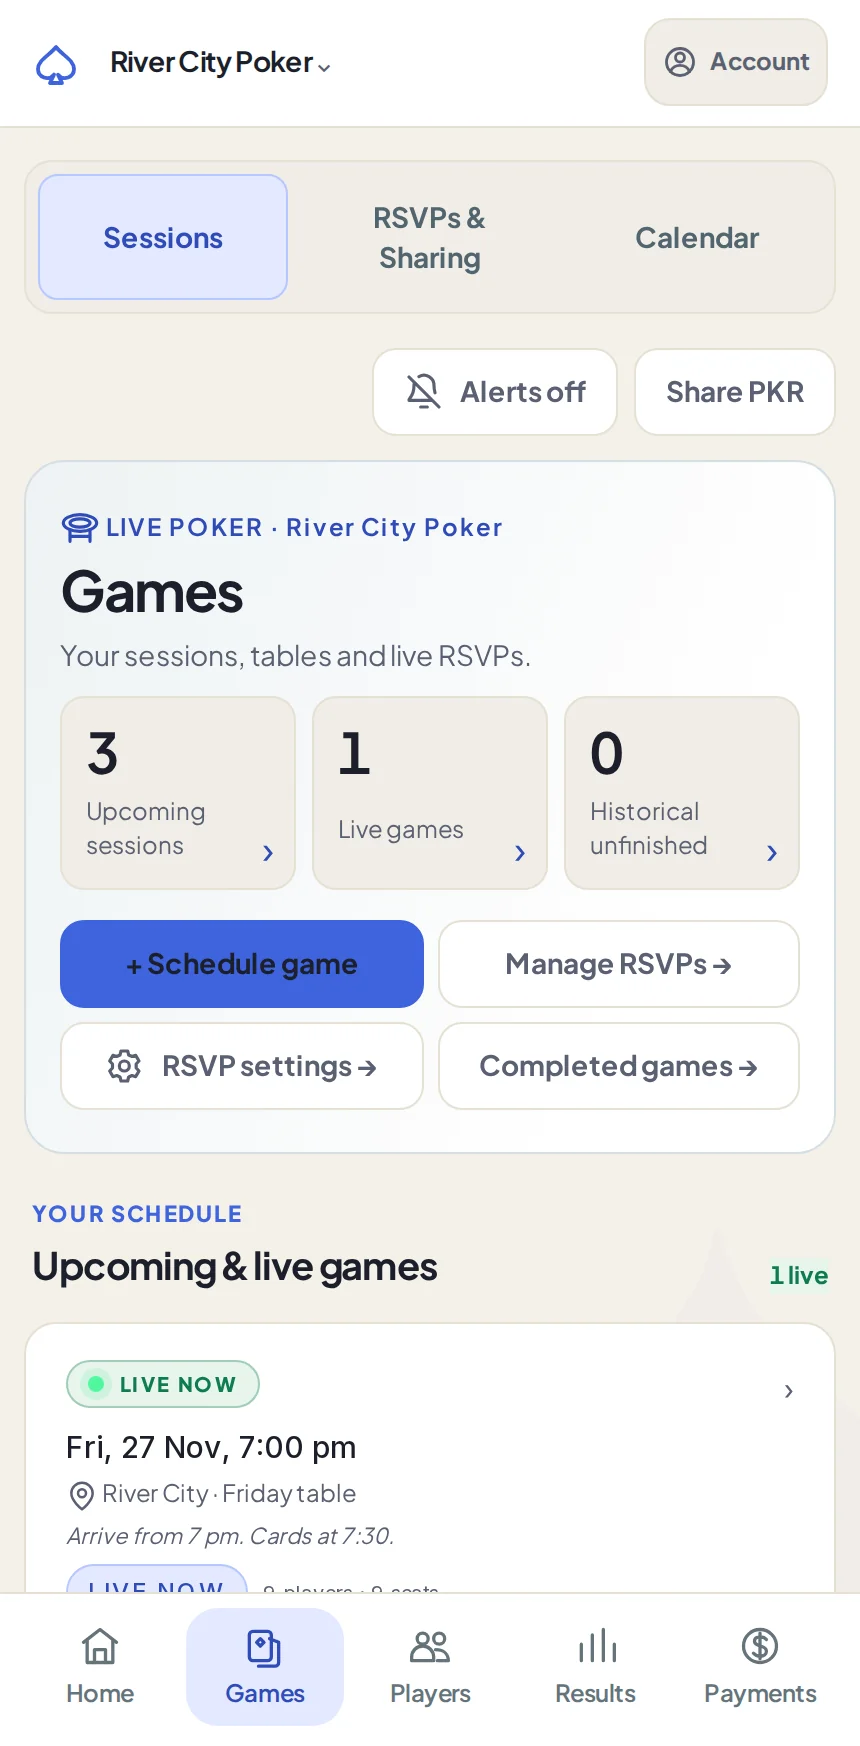 River City Poker
Account
Sessions
RSVPs &
Sharing
Calendar
Alerts off
Share PKR
LIVE POKER · River City Poker
Games
Your sessions, tables and live RSVPs.
3
Upcoming
sessions
›
1
Live games
›
0
Historical
unfinished
›
+ Schedule game
Manage RSVPs →
RSVP settings →
Completed games →
YOUR SCHEDULE
Upcoming & live games
1 live
LIVE NOW
›
Fri, 27 Nov, 7:00 pm
River City · Friday table
Arrive from 7 pm. Cards at 7:30.
LIVE NOW
Home
Games
Players
Results
Payments